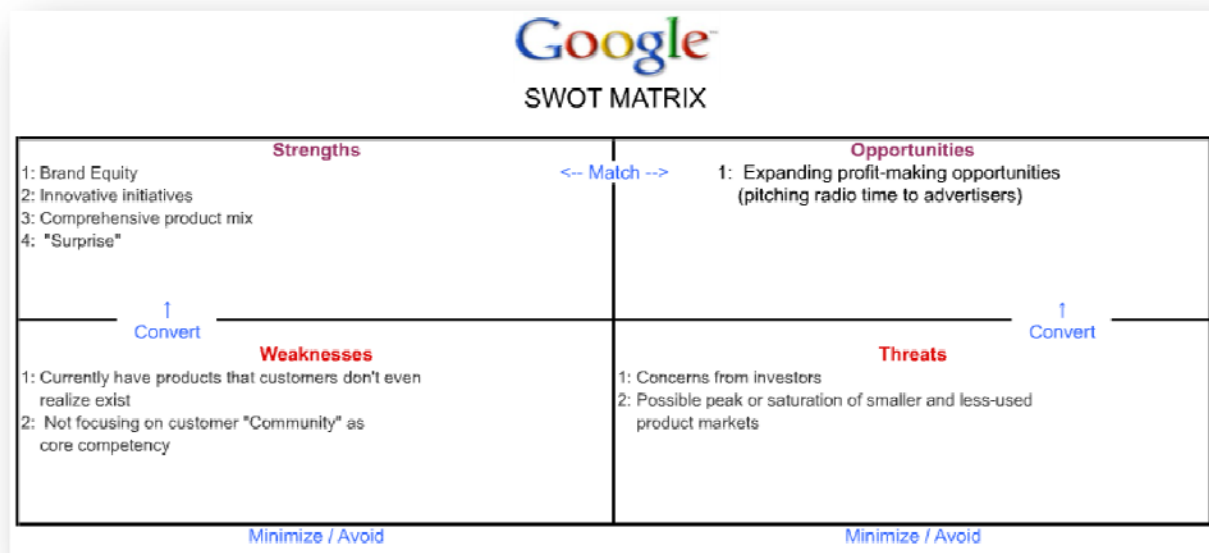 Google
SWOT MATRIX
Strengths
1: Brand Equity
2: Innovative initiatives
3: Comprehensive product mix
4: "Surprise"
<-- Match -->
Opportunities
1: Expanding profit-making opportunities
(pitching radio time to advertisers)
↑
Convert
↑
Convert
Weaknesses
1: Currently have products that customers don't even
realize exist
2: Not focusing on customer "Community" as
core competency
Threats
1: Concerns from investors
2: Possible peak or saturation of smaller and less-used
product markets
Minimize / Avoid
Minimize / Avoid